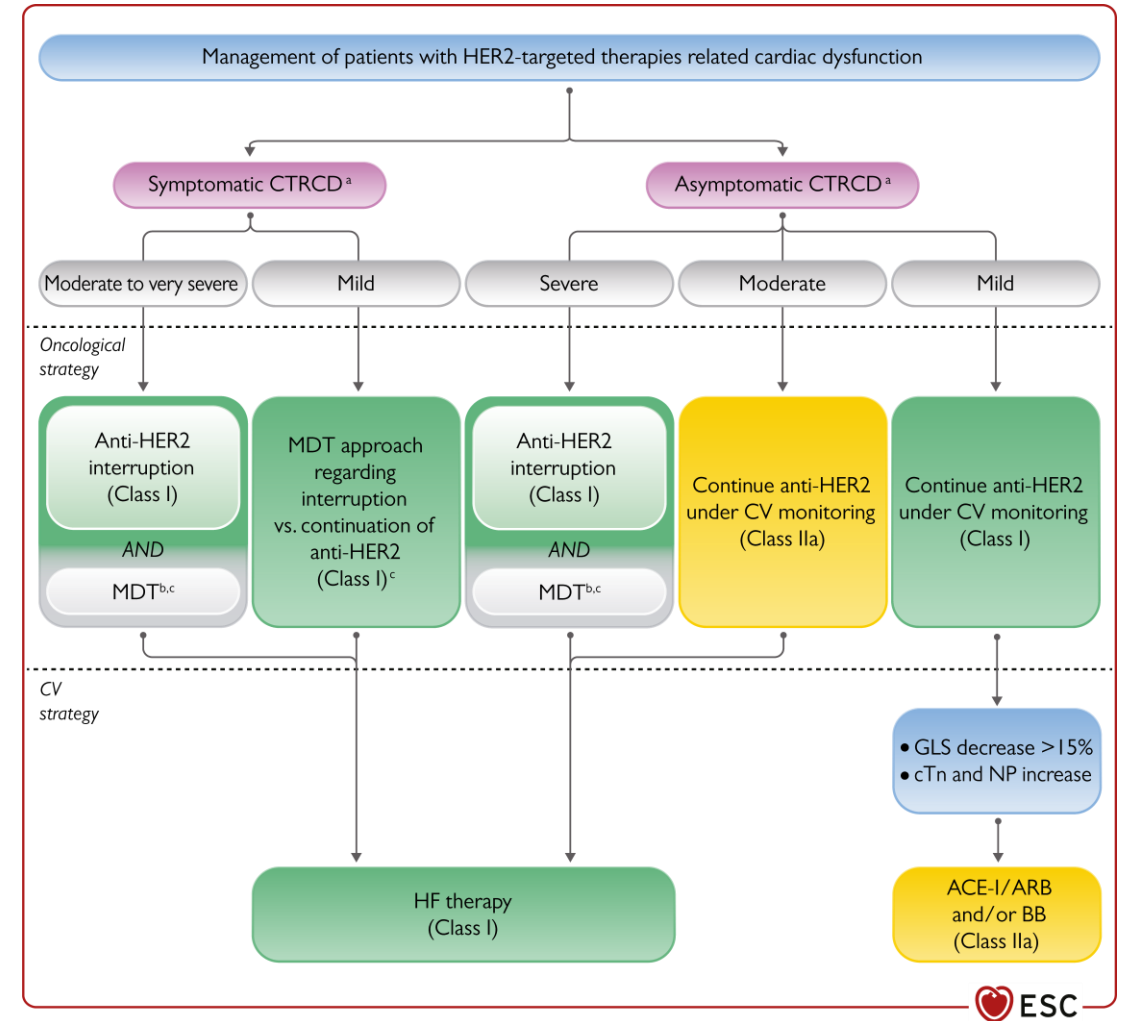 Management of patients with HER2-targeted therapies related cardiac dysfunction
Symptomatic CTRCD a
Asymptomatic CTRCD a
Moderate to very severe
Mild
Severe
Moderate
Mild
Oncological
strategy
Anti-HER2
interruption
(Class I)
AND
MDT b,c
MDT approach
regarding
interruption
vs. continuation of
anti-HER2
(Class I) c
Anti-HER2
interruption
(Class I)
AND
MDT b,c
Continue anti-HER2
under CV monitoring
(Class IIa)
Continue anti-HER2
under CV monitoring
(Class I)
CV
strategy
• GLS decrease >15%
• cTn and NP increase
HF therapy
(Class I)
ACE-I/ARB
and/or BB
(Class IIa)
ESC